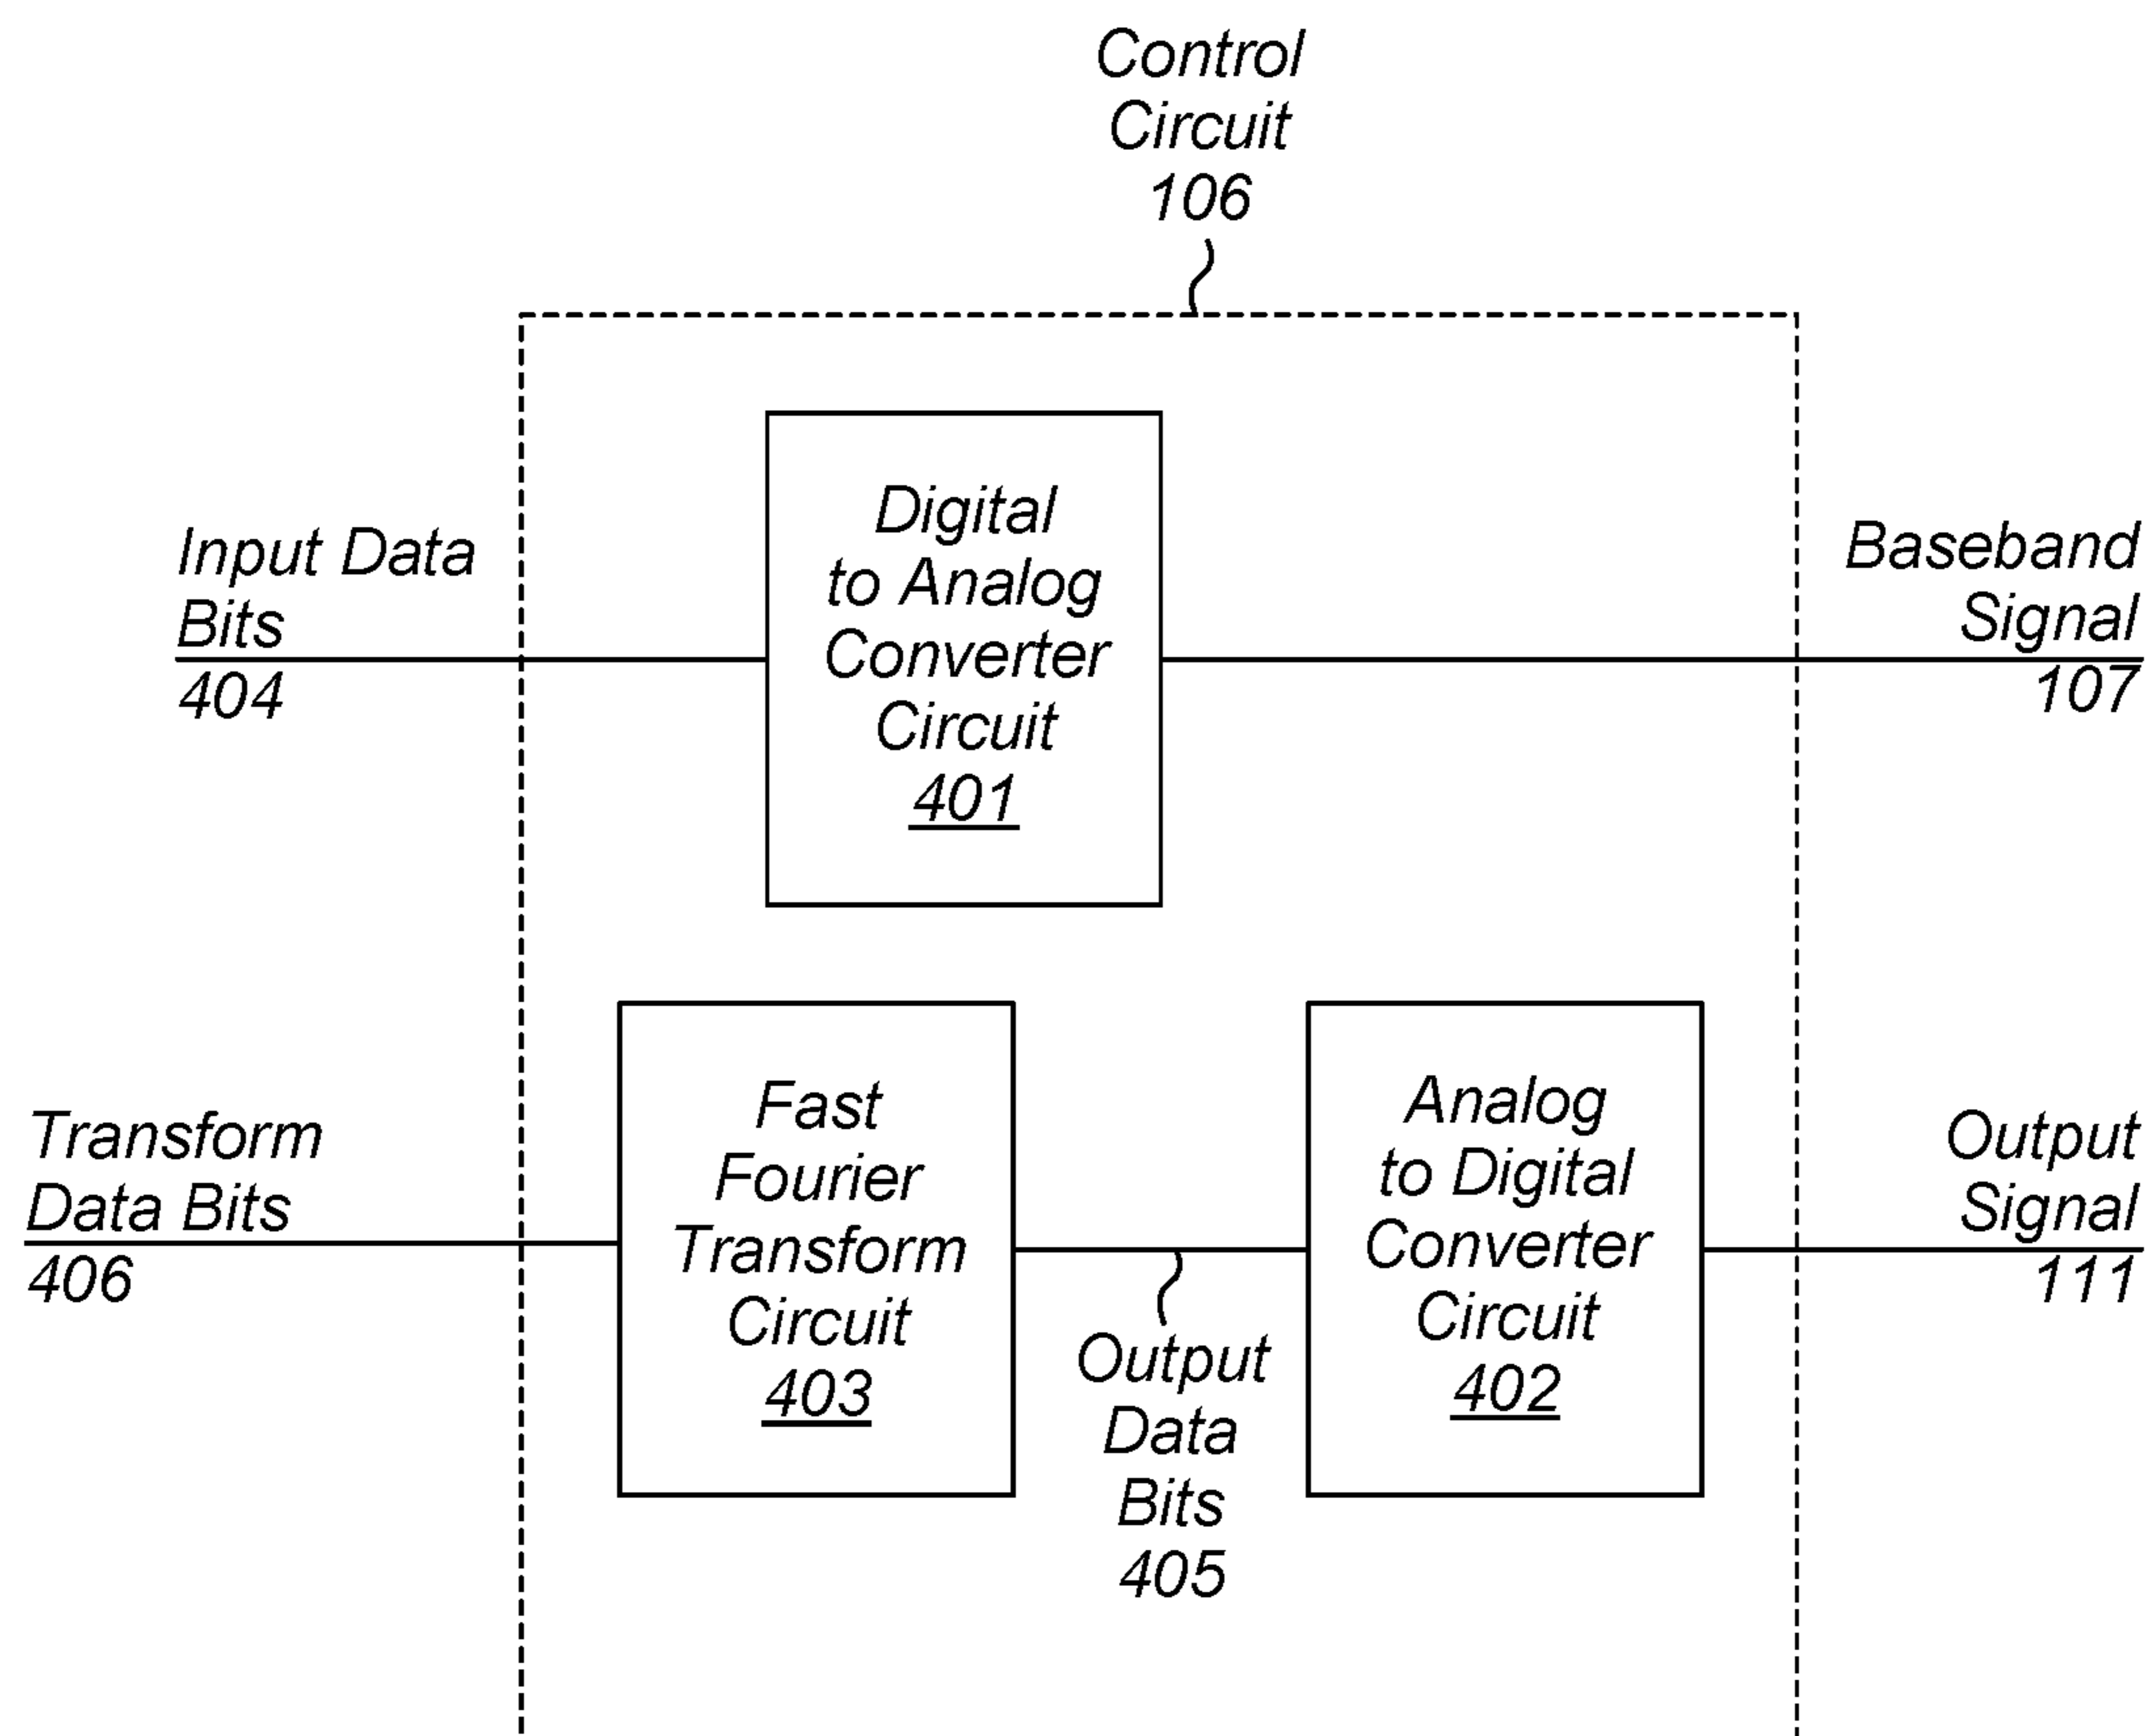 Control
Circuit
106
Digital
to Analog
Converter
Circuit
401
Input Data
Bits
404
Baseband
Signal
107
Fast
Fourier
Transform
Circuit
403
Analog
to Digital
Converter
Circuit
402
Transform
Data Bits
406
Output
Signal
111
Output
Data
Bits
405